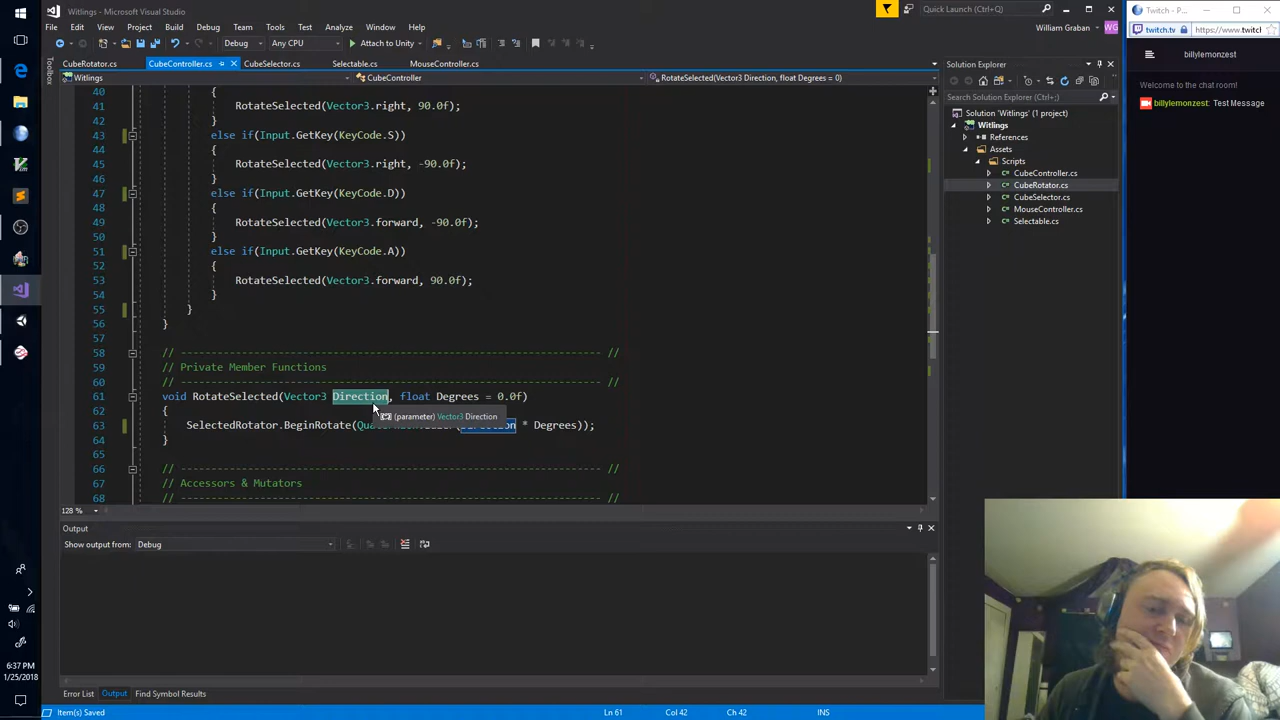 Witlings - Microsoft Visual Studio
Quick Launch (Ctrl+Q)
File Edit View Project Build Debug Team Tools Test Analyze Window Help
William Graban WG
Debug Any CPU Attach to Unity
CubeRotator.cs CubeController.cs CubeSelector.cs Selectable.cs MouseController.cs
Witlings CubeController RotateSelected(Vector3 Direction, float Degrees = 0.0f)
Toolbox
40 {
41 RotateSelected(Vector3.right, 90.0f);
42 }
43 else if(Input.GetKey(KeyCode.S))
44 {
45 RotateSelected(Vector3.right, -90.0f);
46 }
47 else if(Input.GetKey(KeyCode.D))
48 {
49 RotateSelected(Vector3.forward, -90.0f);
50 }
51 else if(Input.GetKey(KeyCode.A))
52 {
53 RotateSelected(Vector3.forward, 90.0f);
54 }
55 }
56 }
57
58 // ---------------------------------------------------------------------- //
59 // Private Member Functions
60 // ---------------------------------------------------------------------- //
61 void RotateSelected(Vector3 Direction, float Degrees = 0.0f)
62 {
(parameter) Vector3 Direction
63 SelectedRotator.BeginRotate( * Degrees));
64 }
65
66 // ---------------------------------------------------------------------- //
67 // Accessors & Mutators
68 // ---------------------------------------------------------------------- //
128 %
Output
Show output from: Debug
Error List Output Find Symbol Results
Item(s) Saved Ln 61 Col 42 Ch 42 INS
Solution Explorer
Search Solution Explorer (Ctrl+;)
Solution 'Witlings' (1 project)
Witlings
References
Assets
Scripts
CubeController.cs
CubeRotator.cs
CubeSelector.cs
MouseController.cs
Selectable.cs
Twitch - P...
twitch.tv https://www.twitcl
billylemonzest
Welcome to the chat room!
billylemonzest: Test Message
6:37 PM
1/25/2018